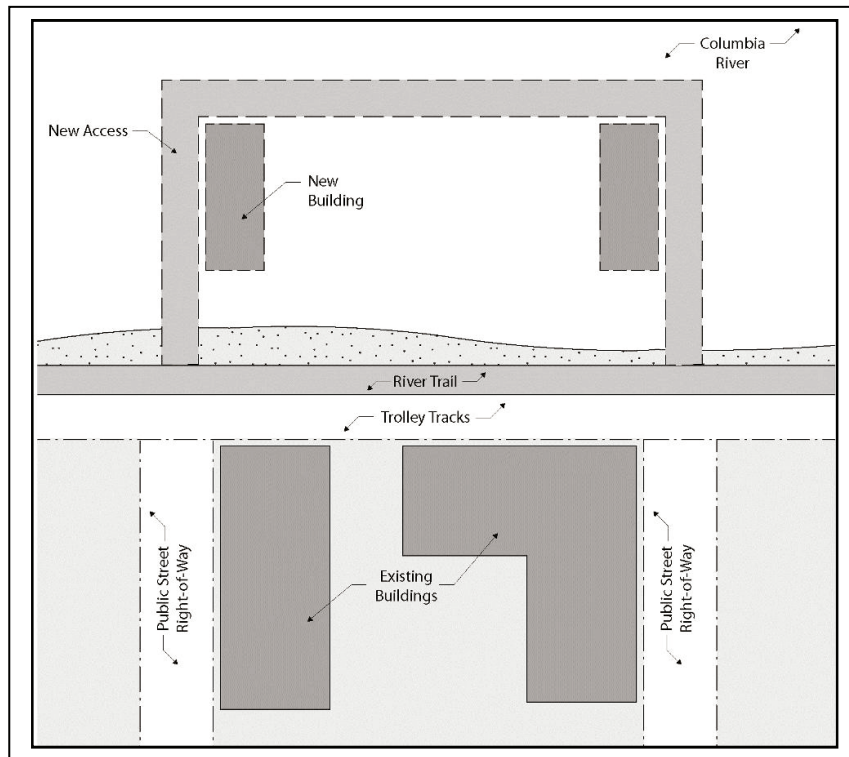 Columbia
River
New Access
New
Building
River Trail
Trolley Tracks
Public Street
Right-of-Way
Existing
Buildings
Public Street
Right-of-Way